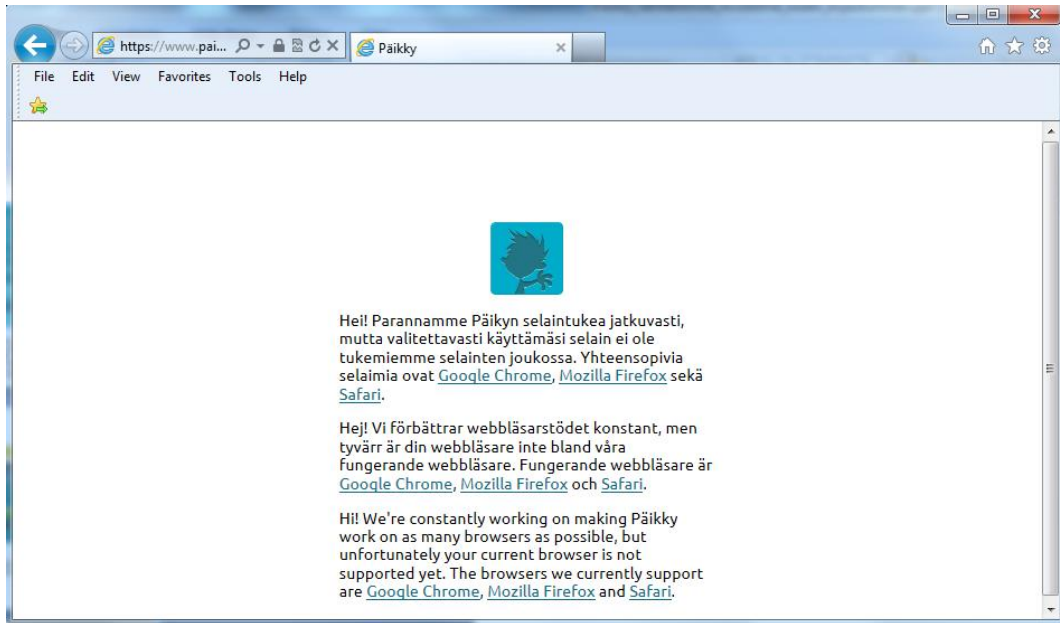 https://www.pai... Päikky
File Edit View Favorites Tools Help
Hei! Parannamme Päikyn selaintukea jatkuvasti,
mutta valitettavasti käyttämäsi selain ei ole
tukemiemme selainten joukossa. Yhteensopivia
selaimia ovat Google Chrome, Mozilla Firefox sekä
Safari.
Hej! Vi förbättrar webbläsarstödet konstant, men
tyvärr är din webbläsare inte bland våra
fungerande webbläsare. Fungerande webbläsare är
Google Chrome, Mozilla Firefox och Safari.
Hi! We're constantly working on making Päikky
work on as many browsers as possible, but
unfortunately your current browser is not
supported yet. The browsers we currently support
are Google Chrome, Mozilla Firefox and Safari.